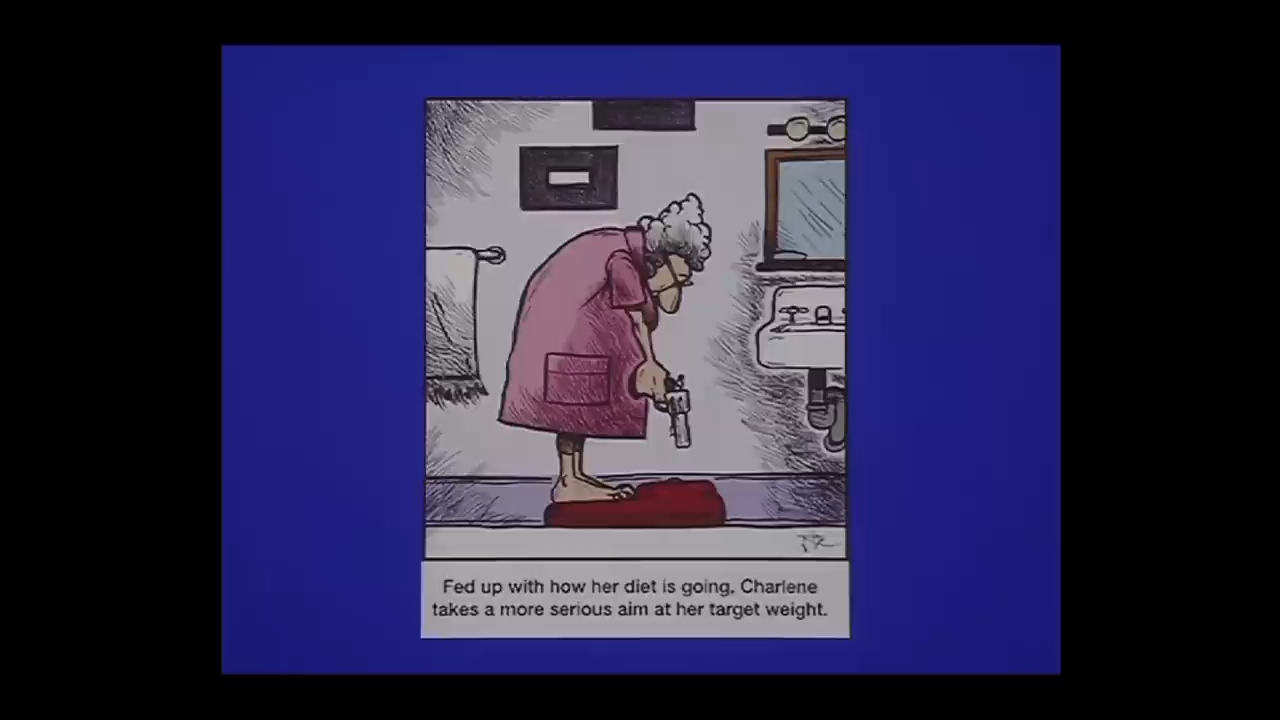 Fed up with how her diet is going, Charlene
takes a more serious aim at her target weight.